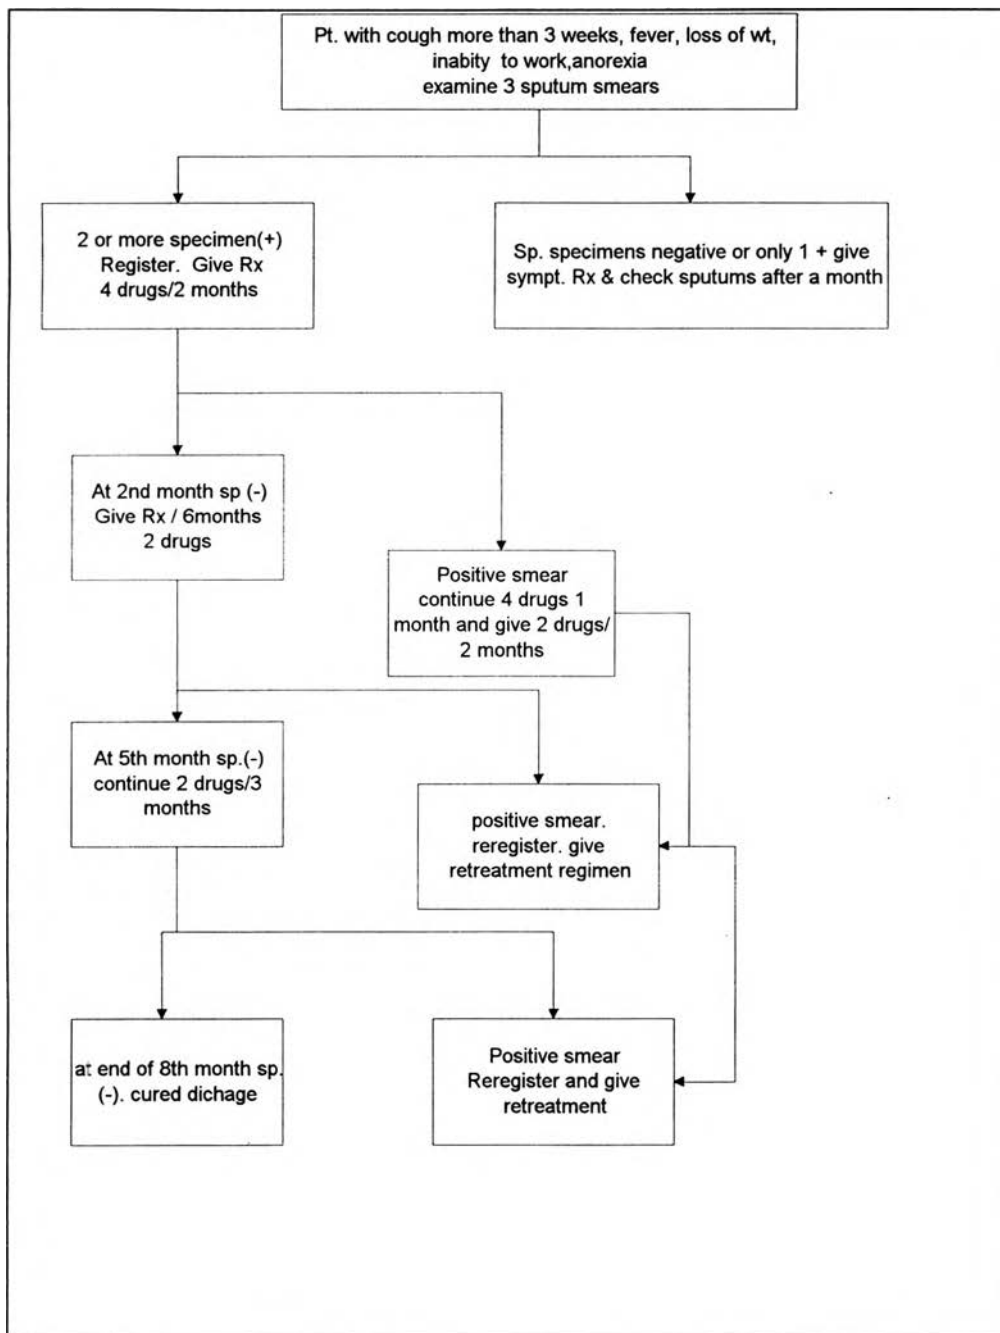 Pt. with cough more than 3 weeks, fever, loss of wt,
inabity to work,anorexia
examine 3 sputum smears
2 or more specimen(+)
Register. Give Rx
4 drugs/2 months
Sp. specimens negative or only 1 + give
sympt. Rx & check sputums after a month
At 2nd month sp (-)
Give Rx / 6months
2 drugs
Positive smear
continue 4 drugs 1
month and give 2 drugs/
2 months
At 5th month sp.(-)
continue 2 drugs/3
months
positive smear.
reregister. give
retreatment regimen
at end of 8th month sp.
(-). cured dichage
Positive smear
Reregister and give
retreatment